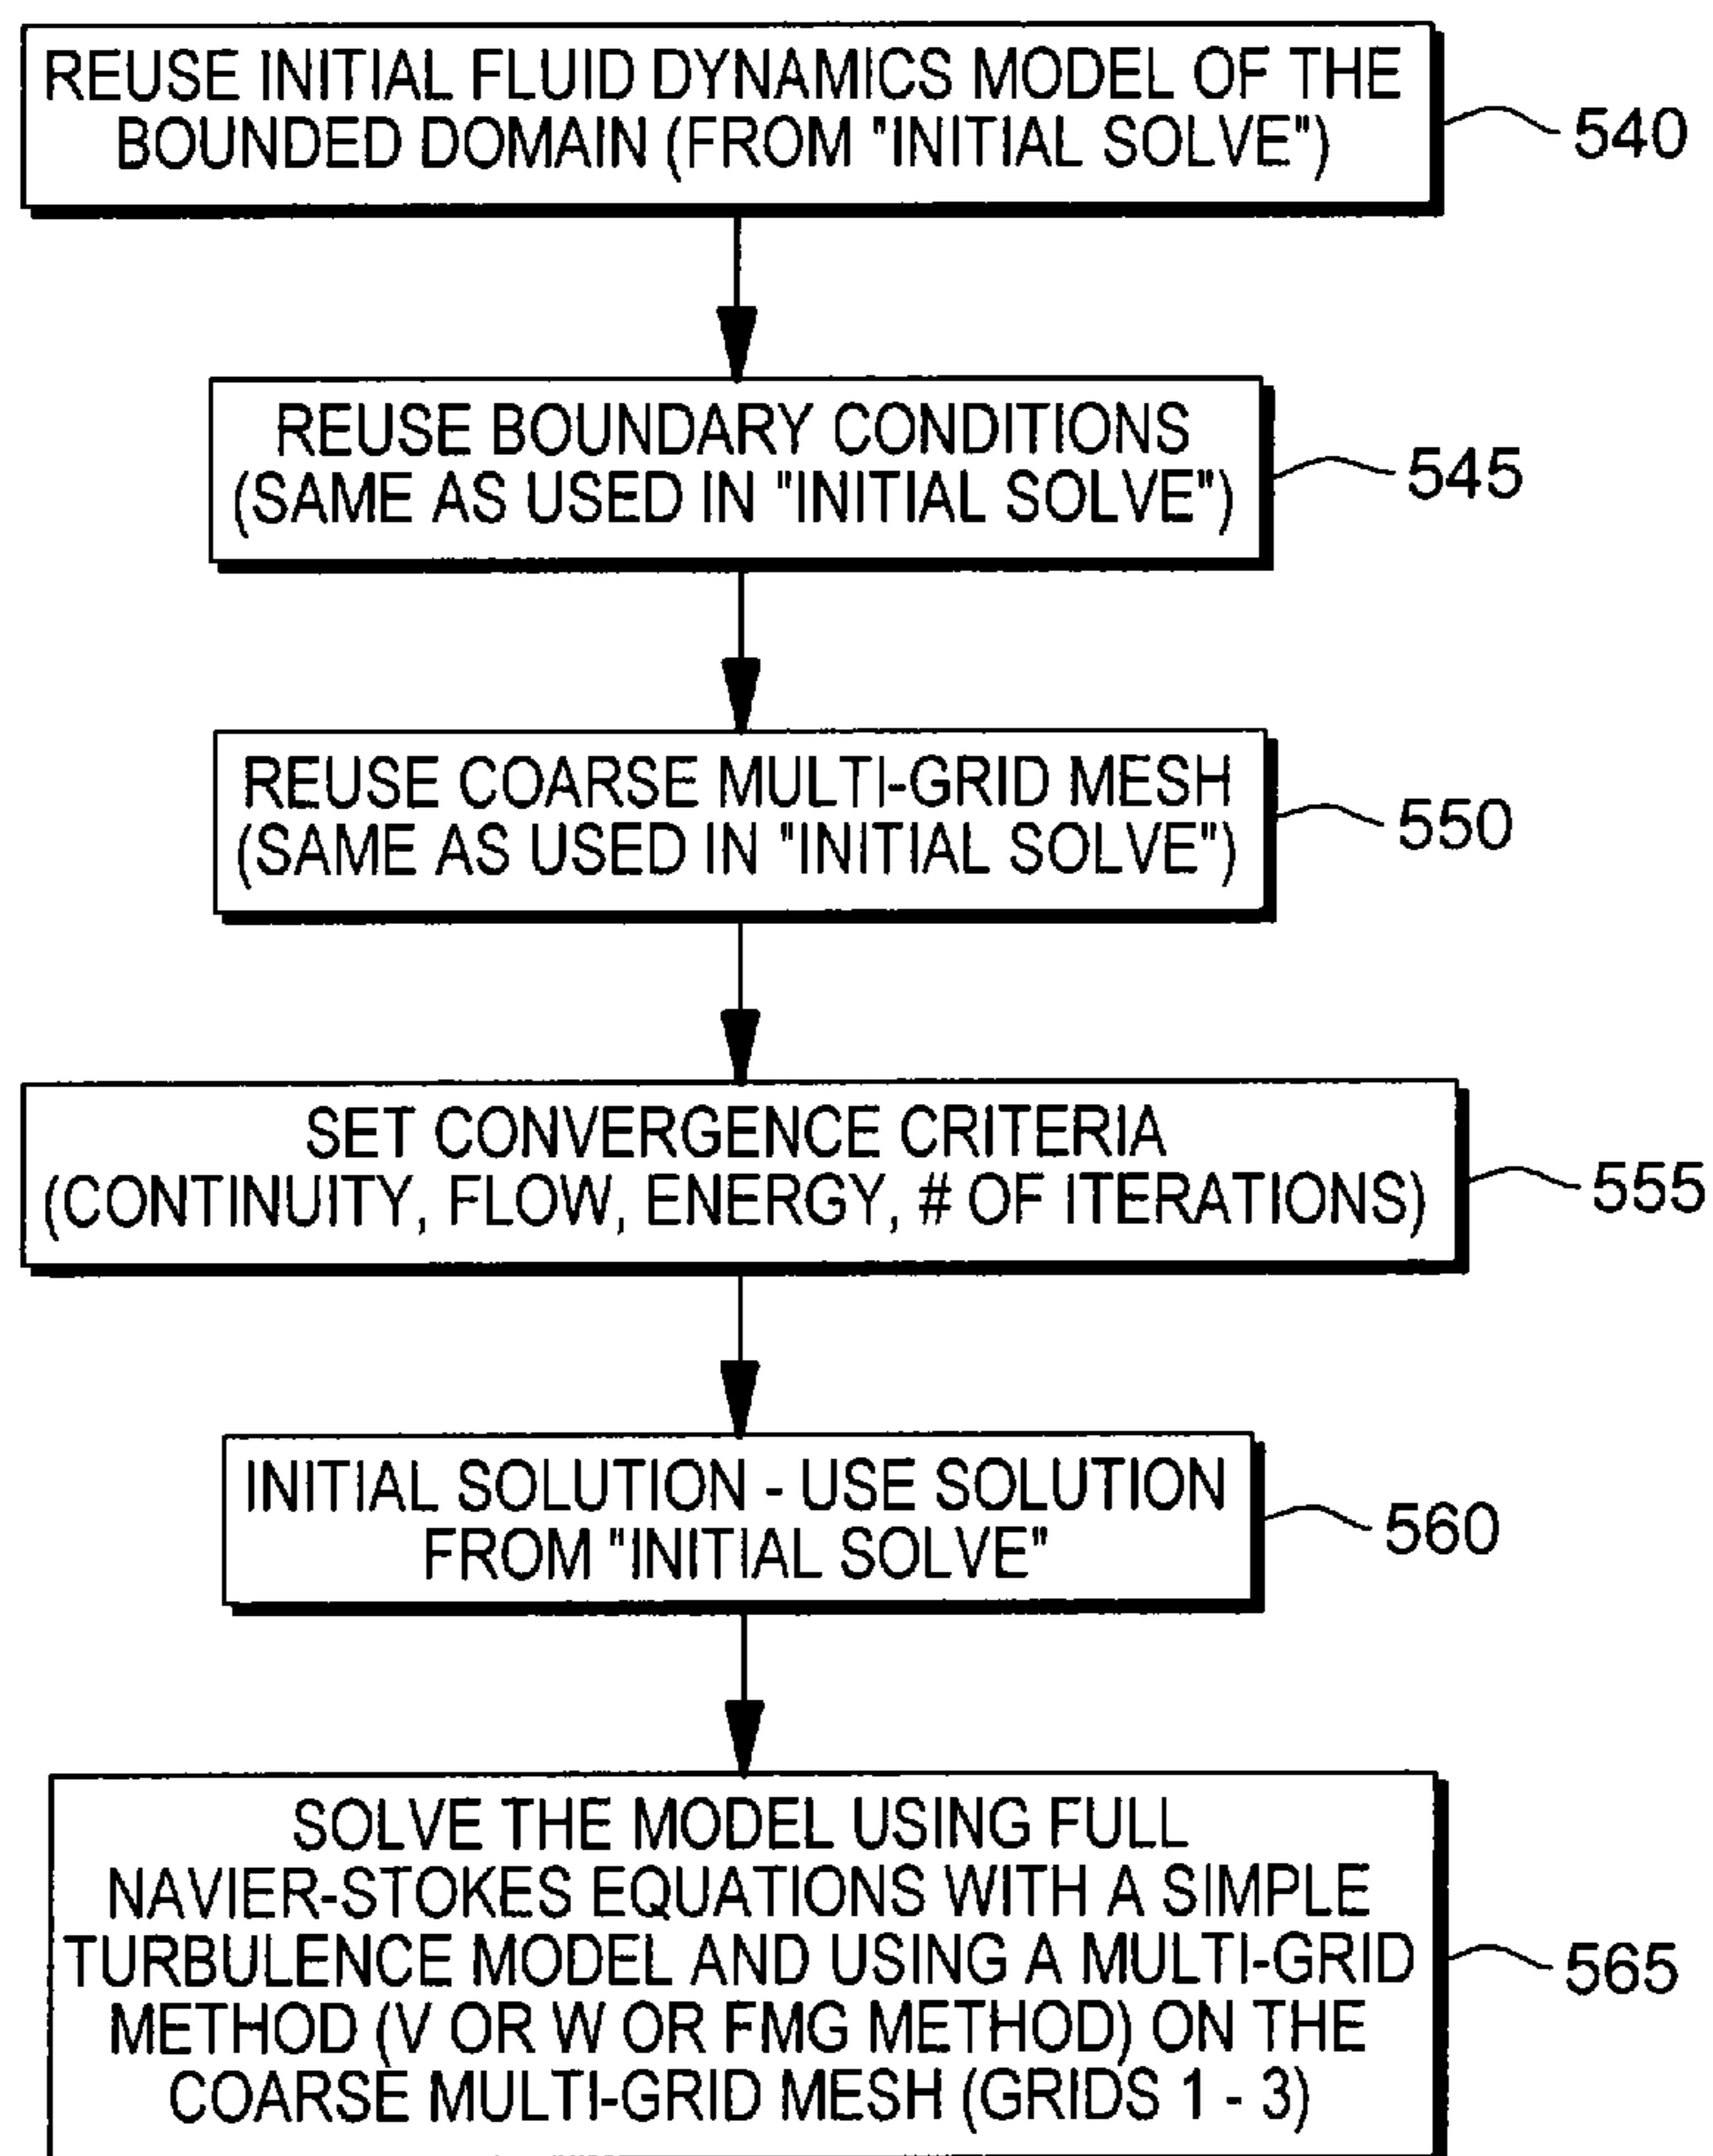 REUSE INITIAL FLUID DYNAMICS MODEL OF THE
BOUNDED DOMAIN (FROM "INITIAL SOLVE")
540
REUSE BOUNDARY CONDITIONS
(SAME AS USED IN "INITIAL SOLVE")
545
REUSE COARSE MULTI-GRID MESH
(SAME AS USED IN "INITIAL SOLVE")
550
SET CONVERGENCE CRITERIA
(CONTINUITY, FLOW, ENERGY, # OF ITERATIONS)
555
INITIAL SOLUTION - USE SOLUTION
FROM "INITIAL SOLVE"
560
SOLVE THE MODEL USING FULL
NAVIER-STOKES EQUATIONS WITH A SIMPLE
TURBULENCE MODEL AND USING A MULTI-GRID
METHOD (V OR W OR FMG METHOD) ON THE
COARSE MULTI-GRID MESH (GRIDS 1 - 3)
565